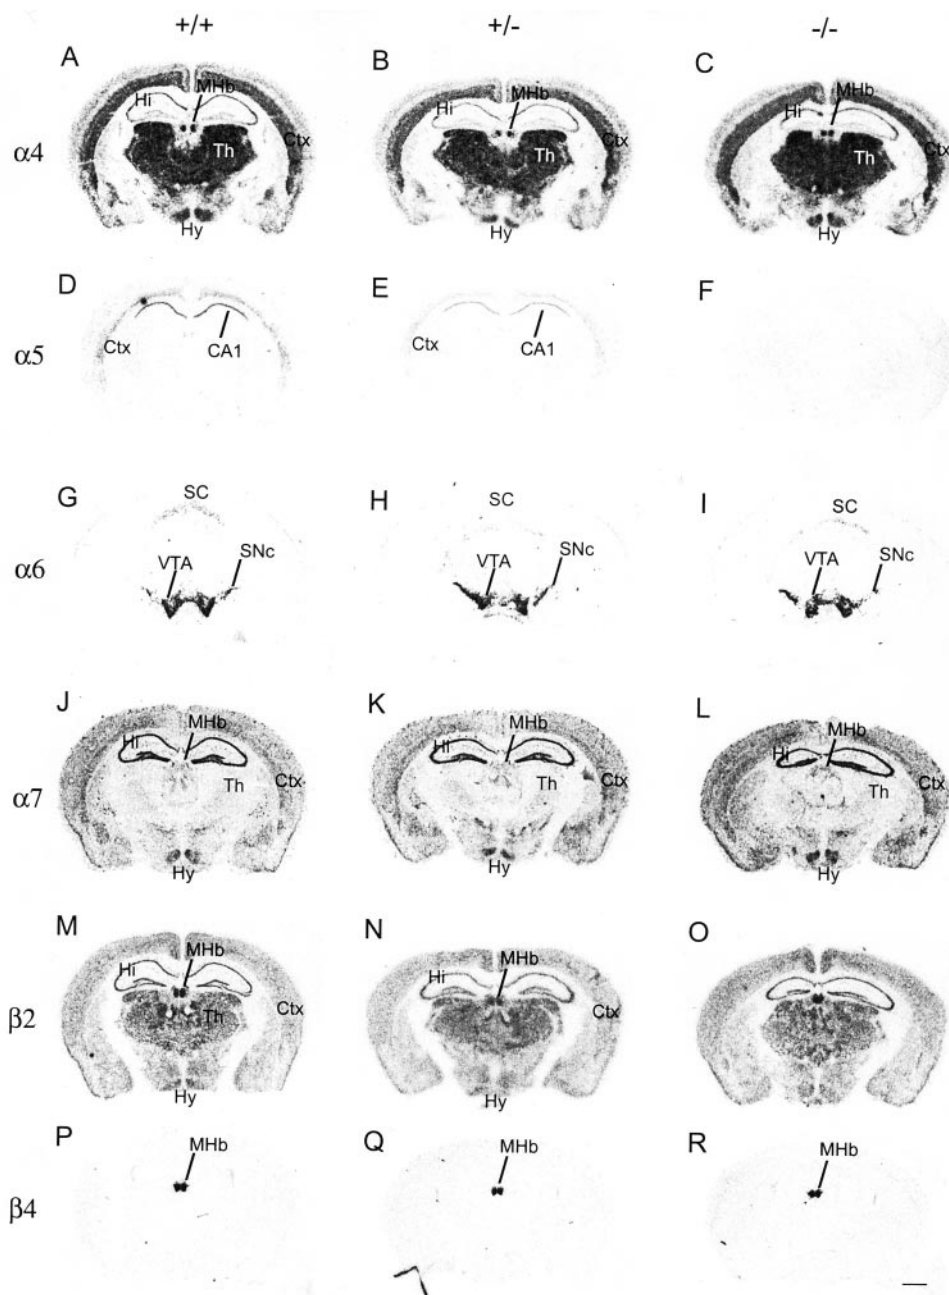 +/+ +/- -/-
A B C
α4
Hi MHb Th Ctx Hy
Hi MHb Th Ctx Hy
Hi MHb Th Ctx Hy
D E F
α5
Ctx CA1
Ctx CA1
G H I
α6
SC VTA SNc
SC VTA SNc
SC VTA SNc
J K L
α7
Hi MHb Th Ctx Hy
Hi MHb Th Ctx Hy
Hi MHb Th Ctx Hy
M N O
β2
Hi MHb Th Ctx Hy
Hi MHb Ctx Hy
P Q R
β4
MHb MHb MHb